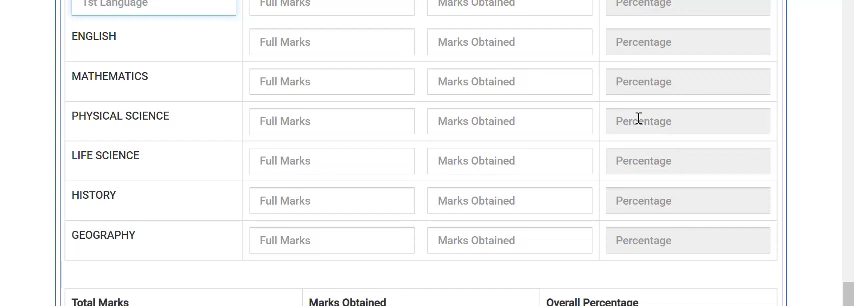 1st Language Full Marks Marks Obtained Percentage
ENGLISH Full Marks Marks Obtained Percentage
MATHEMATICS Full Marks Marks Obtained Percentage
PHYSICAL SCIENCE Full Marks Marks Obtained Percentage
LIFE SCIENCE Full Marks Marks Obtained Percentage
HISTORY Full Marks Marks Obtained Percentage
GEOGRAPHY Full Marks Marks Obtained Percentage
Total Marks Marks Obtained Overall Percentage